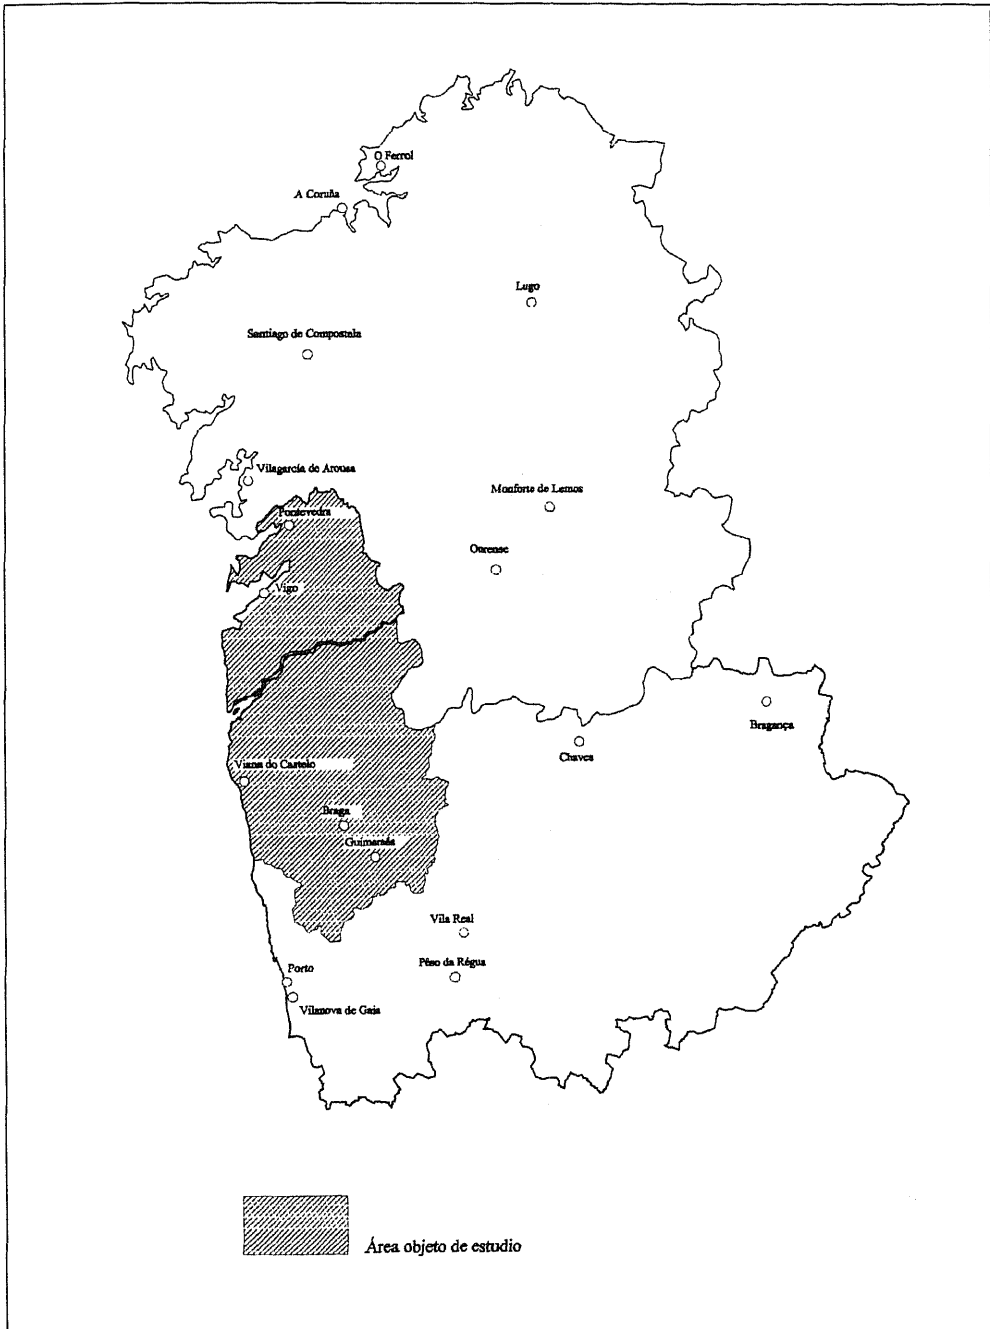 O Ferrol
A Coruña
Lugo
Santiago de Compostela
Vilagarcía de Arousa
Monforte de Lemos
Pontevedra
Ourense
Vigo
Bragança
Chaves
Viana do Castelo
Braga
Guimaraés
Vila Real
Pêso da Régua
Porto
Vilanova de Gaia
Área objeto de estudio